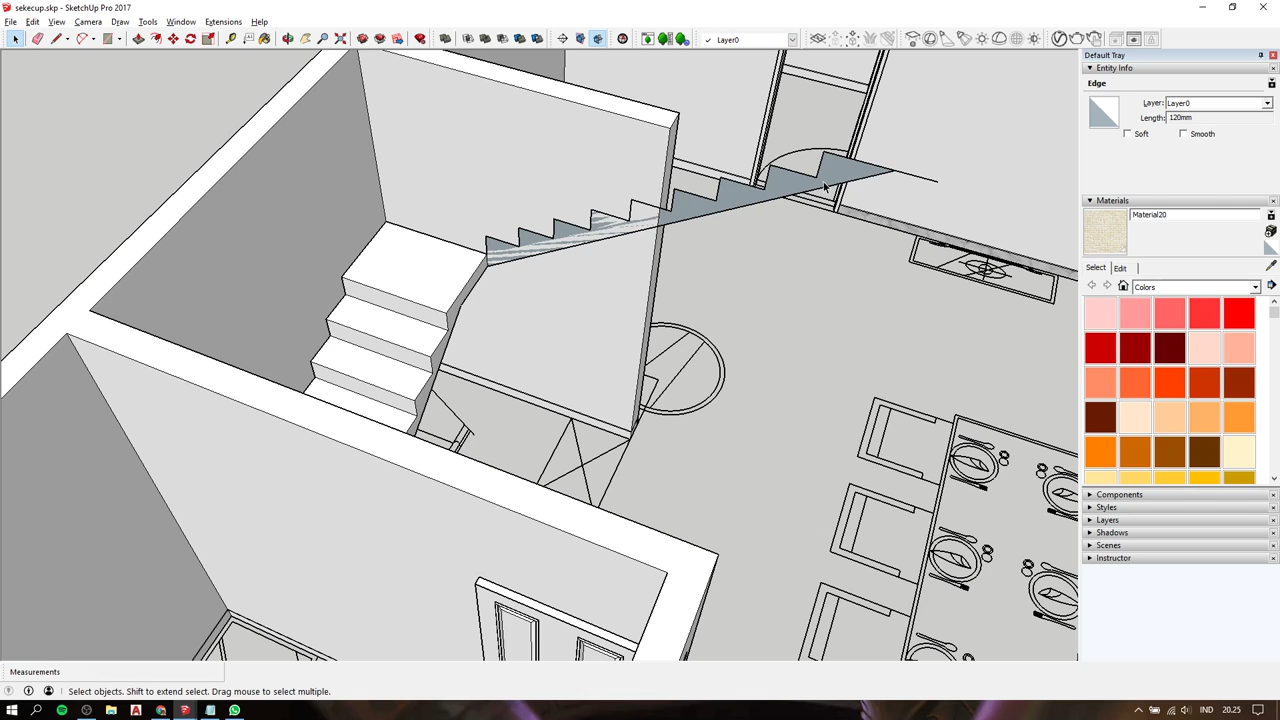 sekecup.skp - SketchUp Pro 2017
File Edit View Camera Draw Tools Window Extensions Help
Layer0
Default Tray
Entity Info
Edge
Layer: Layer0
Length: 120mm
Soft Smooth
Materials
Material20
Select Edit
Colors
Components
Styles
Layers
Shadows
Scenes
Instructor
Measurements
Select objects. Shift to extend select. Drag mouse to select multiple.
IND 20.25